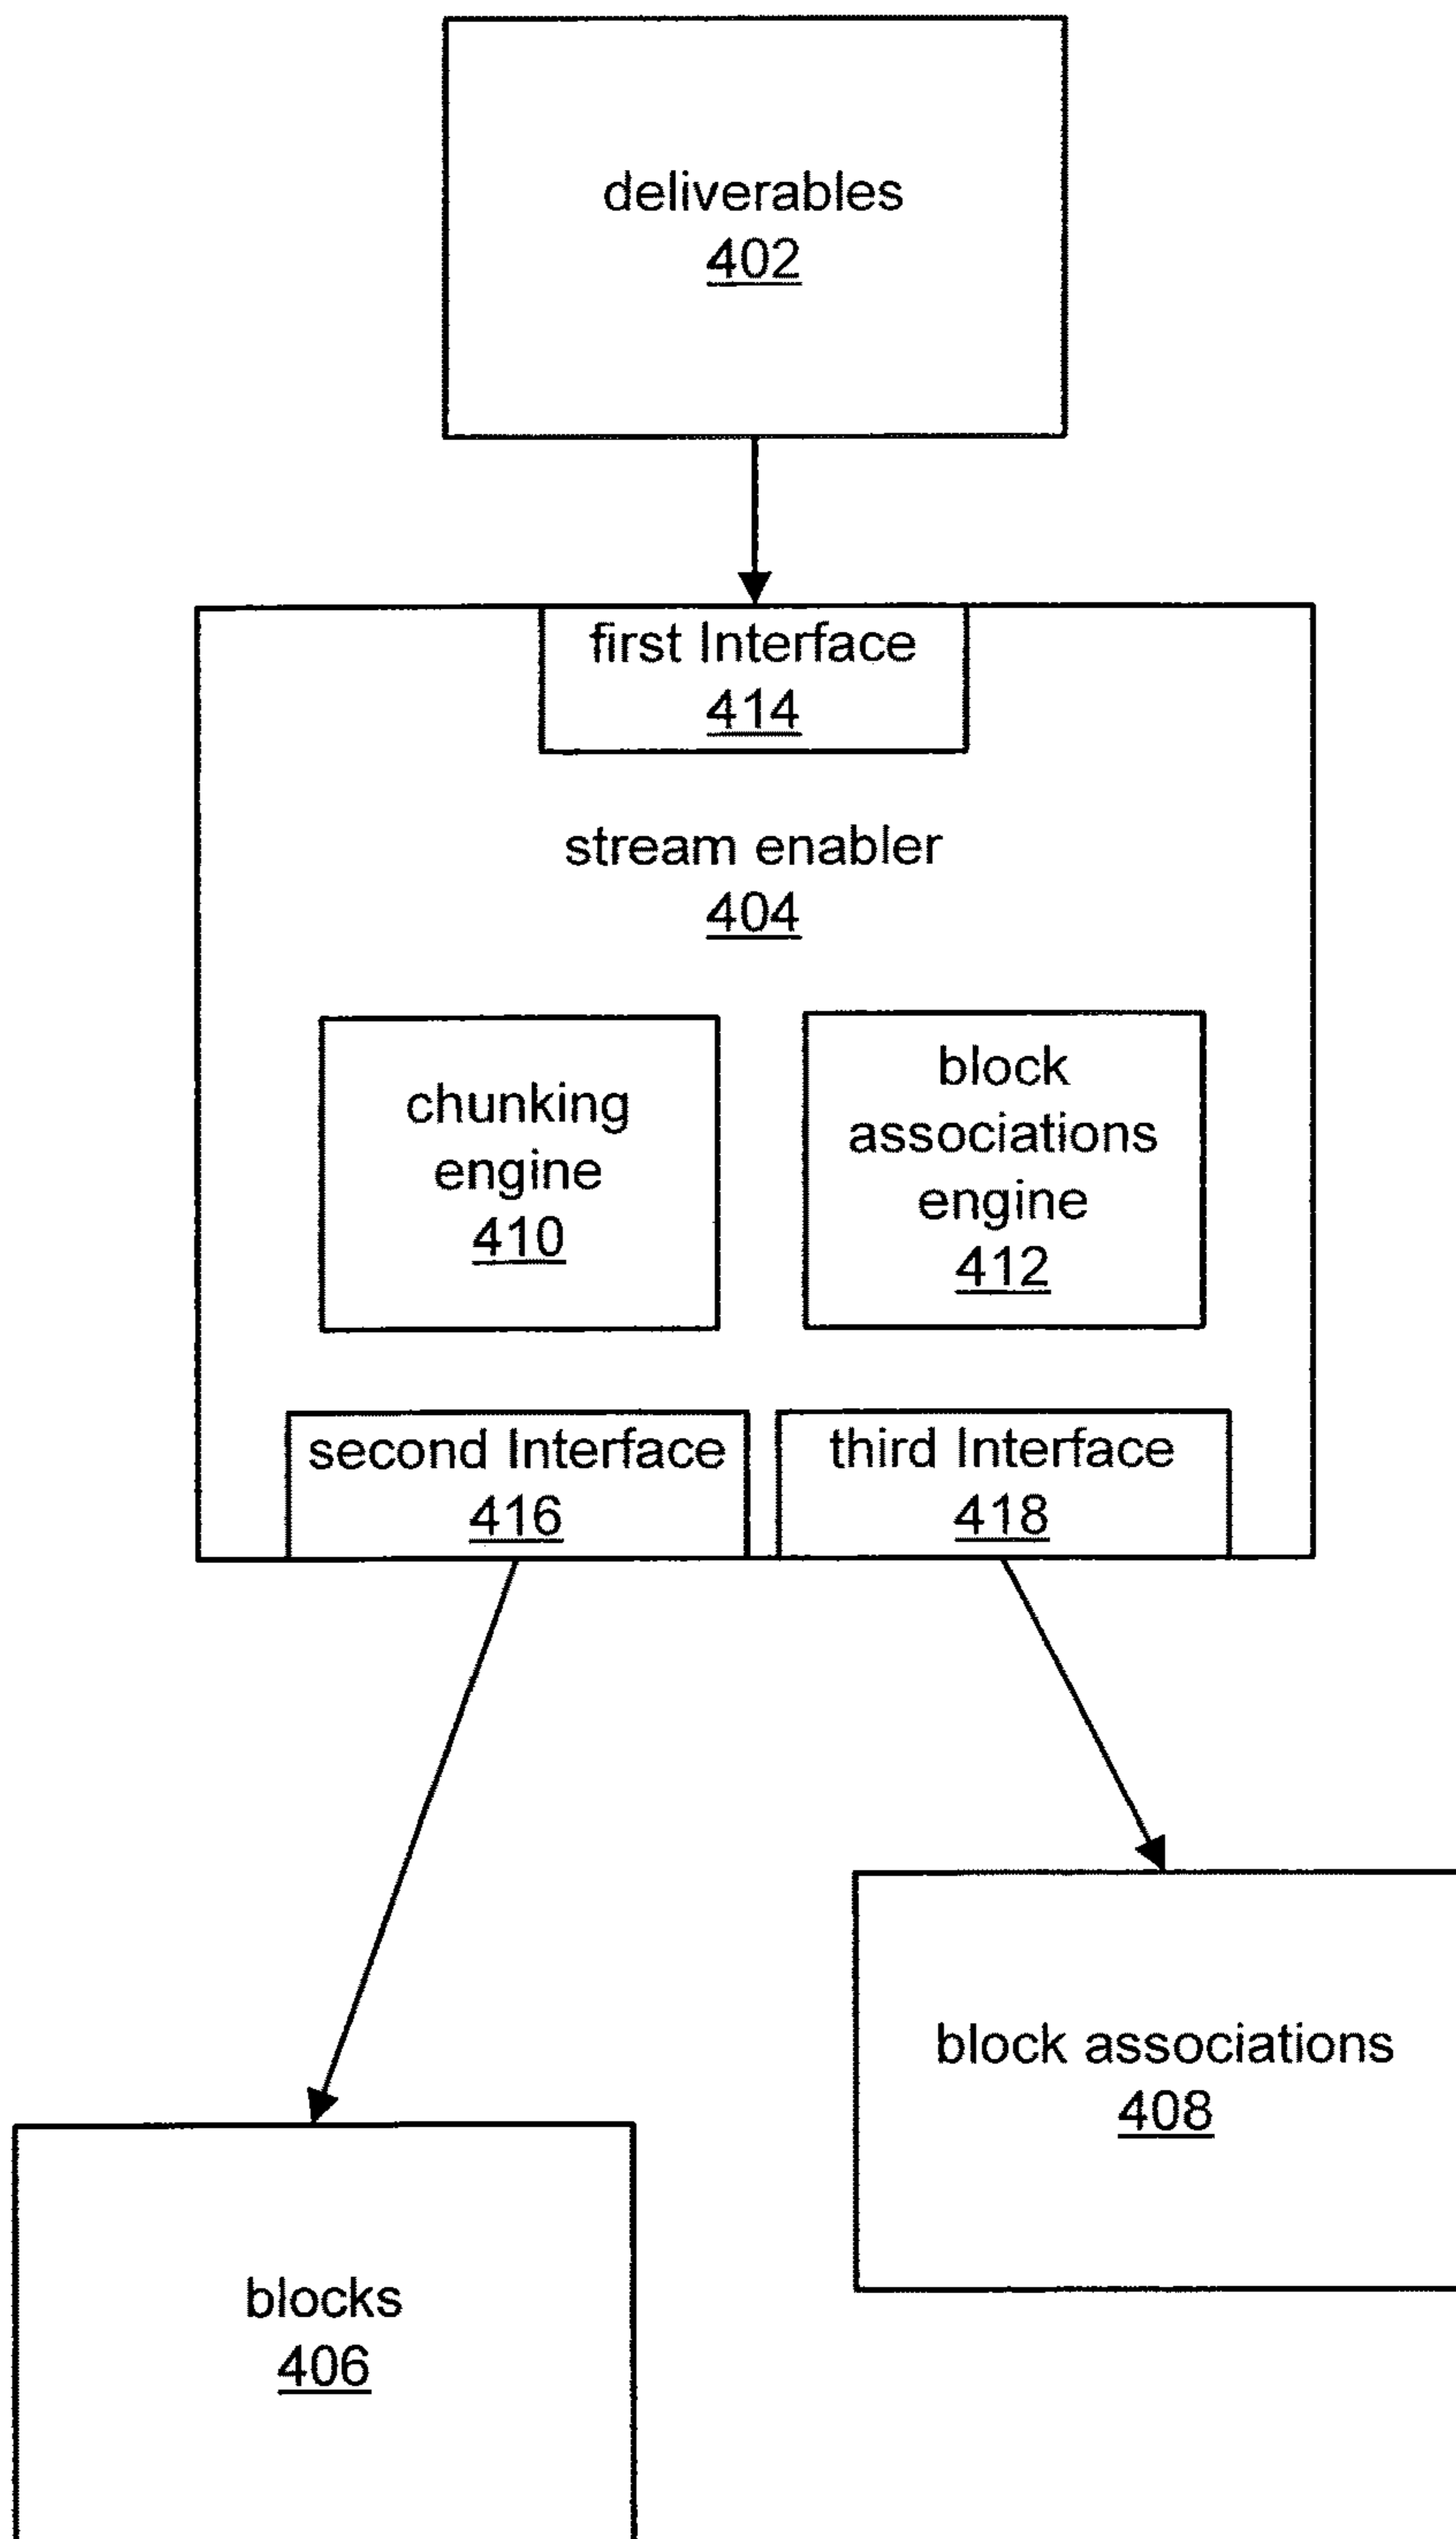 deliverables
402
first Interface
414
stream enabler
404
chunking
engine
410
block
associations
engine
412
second Interface
416
third Interface
418
block associations
408
blocks
406